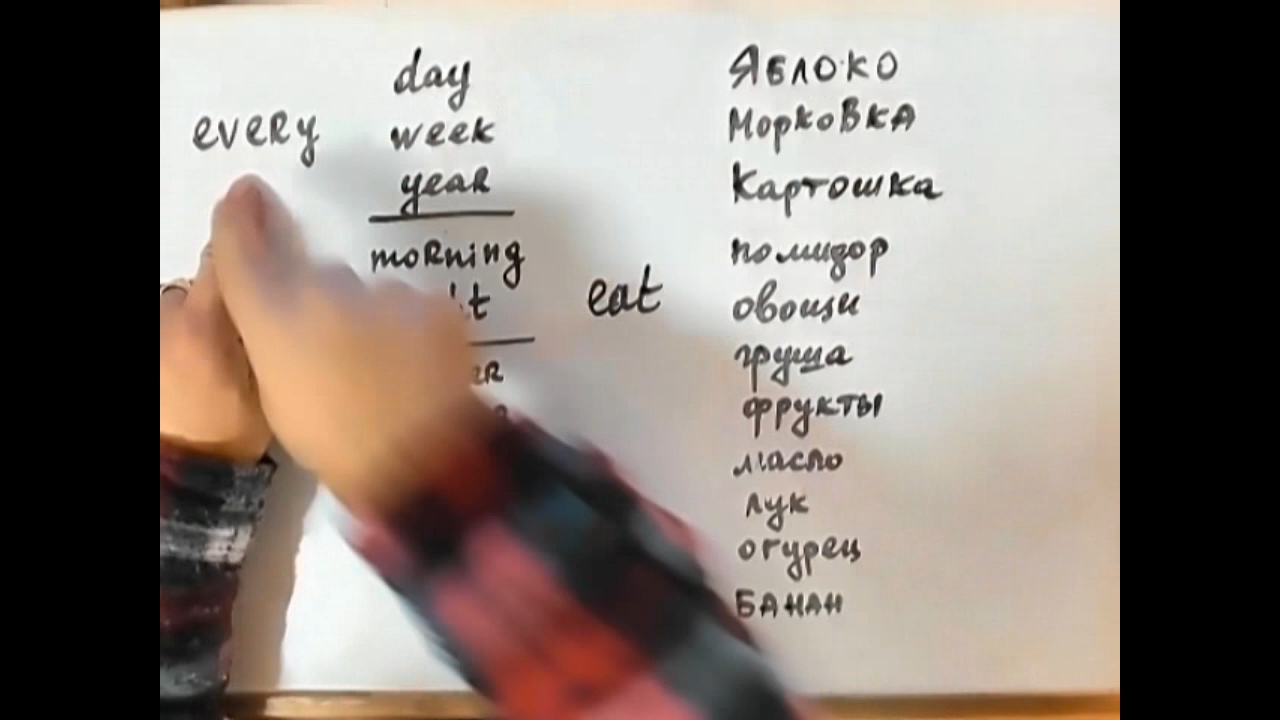 every
day
week
year
morning
eat
Яблоко
Морковка
Картошка
помидор
овощи
груша
фрукты
масло
лук
огурец
БАНАН